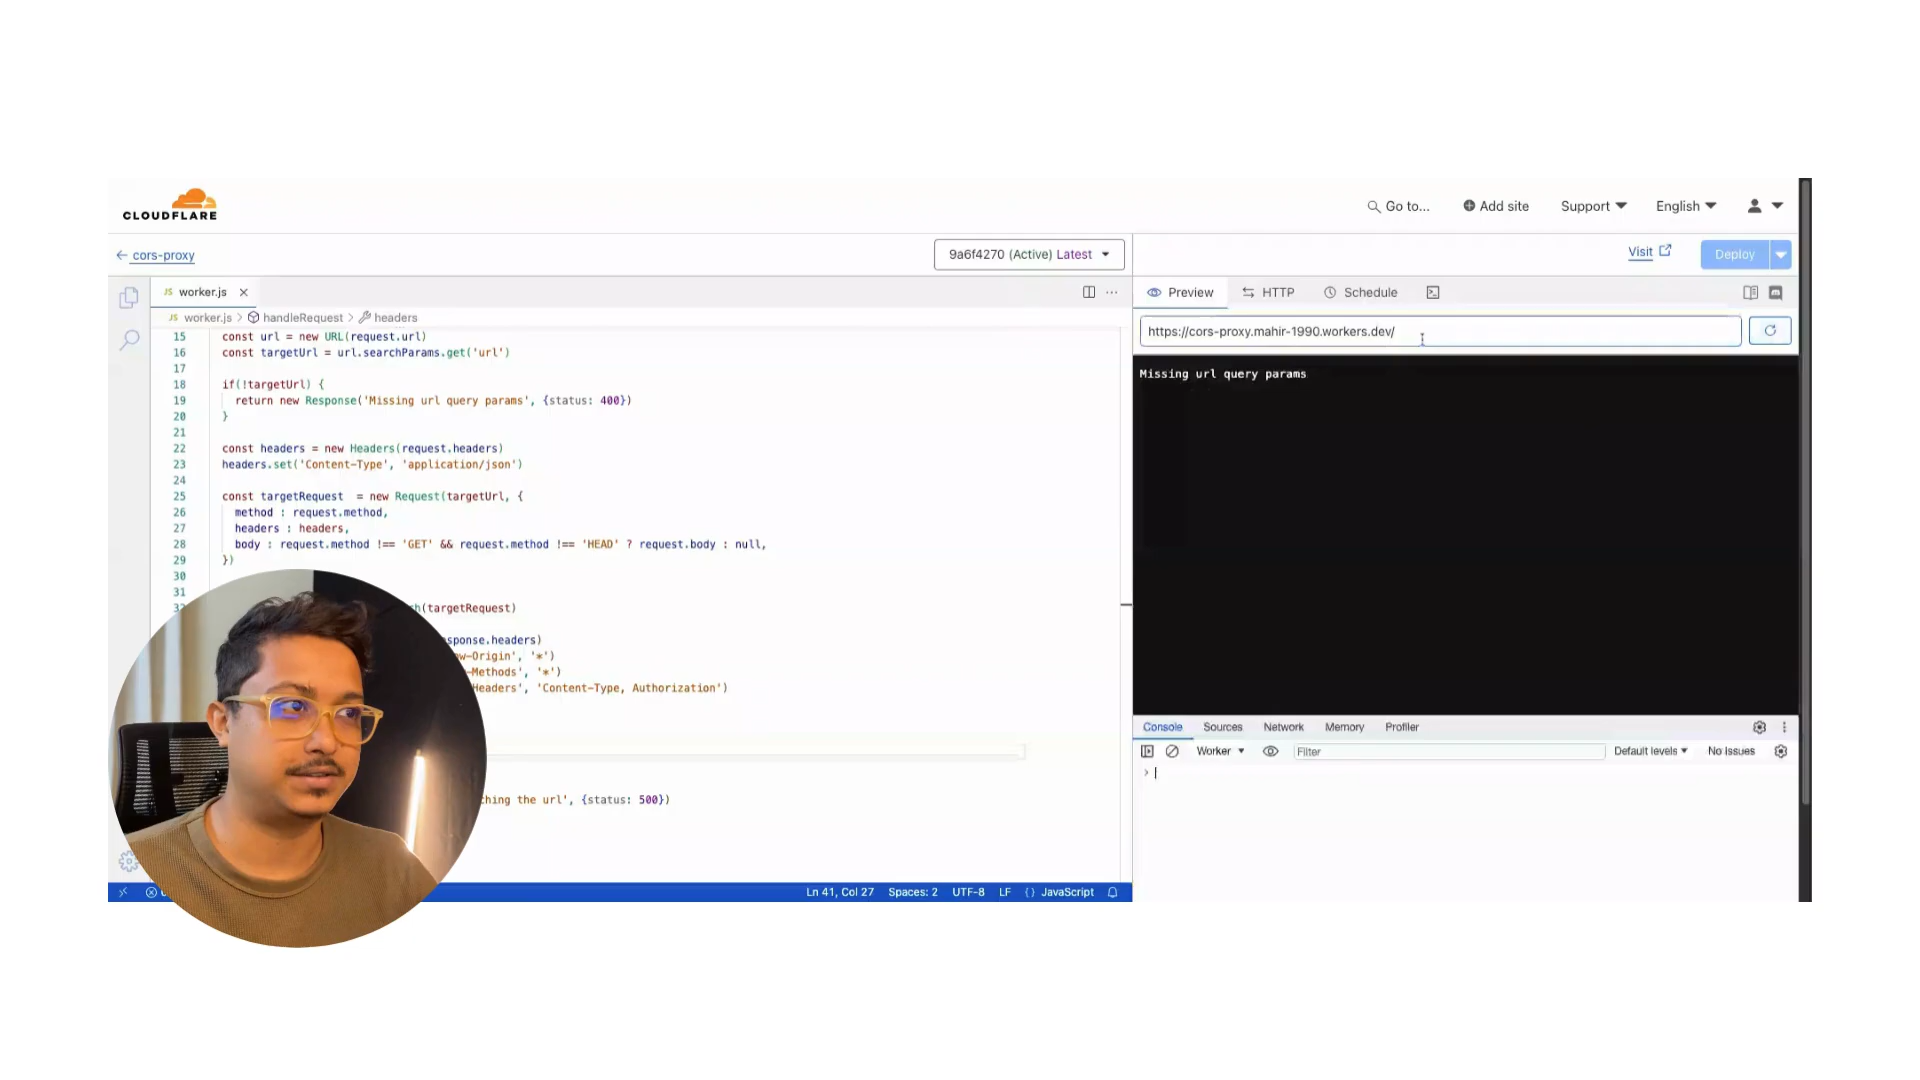 CLOUDFLARE
Go to...
Add site
Support
English
cors-proxy
9a6f4270 (Active) Latest
Visit
Deploy
JS worker.js
Preview
HTTP
Schedule
JS worker.js > handleRequest > headers
https://cors-proxy.mahir-1990.workers.dev/
Missing url query params
15 const url = new URL(request.url)
16 const targetUrl = url.searchParams.get('url')
17
18 if(!targetUrl) {
19 return new Response('Missing url query params', {status: 400})
20 }
21
22 const headers = new Headers(request.headers)
23 headers.set('Content-Type', 'application/json')
24
25 const targetRequest = new Request(targetUrl, {
26 method : request.method,
27 headers : headers,
28 body : request.method !== 'GET' && request.method !== 'HEAD' ? request.body : null,
29 })
30
31
(targetRequest)
sponse.headers)
w-Origin', '*')
-Methods', '*')
Headers', 'Content-Type, Authorization')
ching the url', {status: 500})
Console Sources Network Memory Profiler
Worker
Filter
Default levels
No Issues
>
Ln 41, Col 27 Spaces: 2 UTF-8 LF {} JavaScript